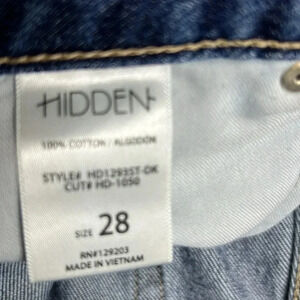 HIDDEN
100% COTTON / ALGODÓN
STYLE# HD1293ST-DK
CUT# HD-1050
SIZE 28
RN#129203
MADE IN VIETNAM